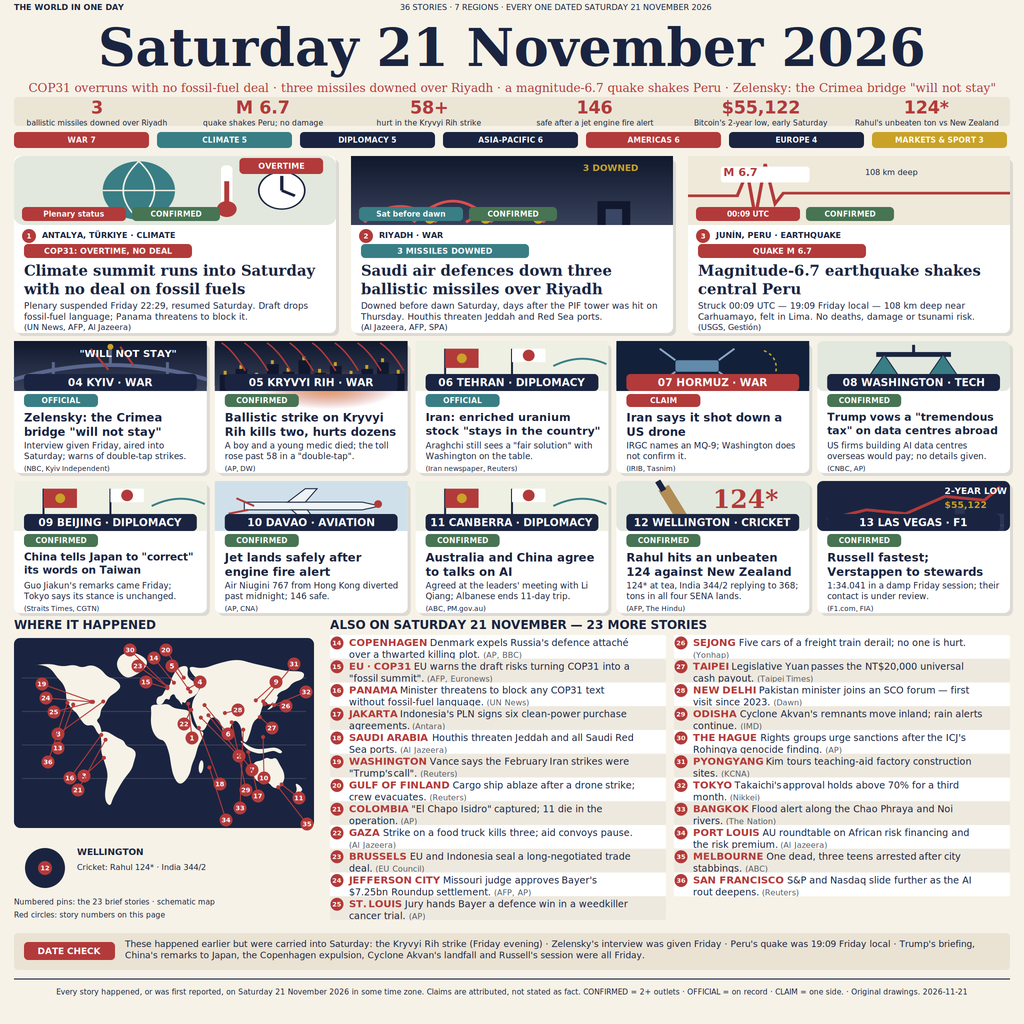 THE WORLD IN ONE DAY
36 STORIES · 7 REGIONS · EVERY ONE DATED SATURDAY 21 NOVEMBER 2026
Saturday 21 November 2026
COP31 overruns with no fossil-fuel deal · three missiles downed over Riyadh · a magnitude-6.7 quake shakes Peru · Zelensky: the Crimea bridge "will not stay"
3
ballistic missiles downed over Riyadh
M 6.7
quake shakes Peru; no damage
58+
hurt in the Kryvyi Rih strike
146
safe after a jet engine fire alert
$55,122
Bitcoin's 2-year low, early Saturday
124*
Rahul's unbeaten ton vs New Zealand
WAR 7
CLIMATE 5
DIPLOMACY 5
ASIA-PACIFIC 6
AMERICAS 6
EUROPE 4
MARKETS & SPORT 3
OVERTIME
Plenary status
CONFIRMED
1 ANTALYA, TÜRKIYE · CLIMATE
COP31: OVERTIME, NO DEAL
Climate summit runs into Saturday
with no deal on fossil fuels
Plenary suspended Friday 22:29, resumed Saturday. Draft drops
fossil-fuel language; Panama threatens to block it.
(UN News, AFP, Al Jazeera)
3 DOWNED
Sat before dawn
CONFIRMED
2 RIYADH · WAR
3 MISSILES DOWNED
Saudi air defences down three
ballistic missiles over Riyadh
Downed before dawn Saturday, days after the PIF tower was hit on
Thursday. Houthis threaten Jeddah and Red Sea ports.
(Al Jazeera, AFP, SPA)
M 6.7
108 km deep
00:09 UTC
CONFIRMED
3 JUNÍN, PERU · EARTHQUAKE
QUAKE M 6.7
Magnitude-6.7 earthquake shakes
central Peru
Struck 00:09 UTC — 19:09 Friday local — 108 km deep near
Carhuamayo, felt in Lima. No deaths, damage or tsunami risk.
(USGS, Gestión)
"WILL NOT STAY"
04 KYIV · WAR
OFFICIAL
Zelensky: the Crimea
bridge "will not stay"
Interview given Friday, aired into
Saturday; warns of double-tap strikes.
(NBC, Kyiv Independent)
05 KRYVYI RIH · WAR
CONFIRMED
Ballistic strike on Kryvyi
Rih kills two, hurts dozens
A boy and a young medic died; the toll
rose past 58 in a "double-tap".
(AP, DW)
06 TEHRAN · DIPLOMACY
OFFICIAL
Iran: enriched uranium
stock "stays in the country"
Araghchi still sees a "fair solution" with
Washington on the table.
(Iran newspaper, Reuters)
07 HORMUZ · WAR
CLAIM
Iran says it shot down a
US drone
IRGC names an MQ-9; Washington does
not confirm it.
(IRIB, Tasnim)
08 WASHINGTON · TECH
CONFIRMED
Trump vows a "tremendous
tax" on data centres abroad
US firms building AI data centres
overseas would pay; no details given.
(CNBC, AP)
09 BEIJING · DIPLOMACY
CONFIRMED
China tells Japan to "correct"
its words on Taiwan
Guo Jiakun's remarks came Friday;
Tokyo says its stance is unchanged.
(Straits Times, CGTN)
10 DAVAO · AVIATION
CONFIRMED
Jet lands safely after
engine fire alert
Air Niugini 767 from Hong Kong diverted
past midnight; 146 safe.
(AP, CNA)
11 CANBERRA · DIPLOMACY
CONFIRMED
Australia and China agree
to talks on AI
Agreed at the leaders' meeting with Li
Qiang; Albanese ends 11-day trip.
(ABC, PM.gov.au)
124*
12 WELLINGTON · CRICKET
CONFIRMED
Rahul hits an unbeaten
124 against New Zealand
124* at tea, India 344/2 replying to 368;
tons in all four SENA lands.
(AFP, The Hindu)
2-YEAR LOW
$55,122
13 LAS VEGAS · F1
CONFIRMED
Russell fastest;
Verstappen to stewards
1:34.041 in a damp Friday session; their
contact is under review.
(F1.com, FIA)
WHERE IT HAPPENED
WELLINGTON
12
Cricket: Rahul 124* · India 344/2
Numbered pins: the 23 brief stories · schematic map
Red circles: story numbers on this page
ALSO ON SATURDAY 21 NOVEMBER — 23 MORE STORIES
14 COPENHAGEN Denmark expels Russia's defence attaché
over a thwarted killing plot. (AP, BBC)
15 EU · COP31 EU warns the draft risks turning COP31 into a
"fossil summit". (AFP, Euronews)
16 PANAMA Minister threatens to block any COP31 text
without fossil-fuel language. (UN News)
17 JAKARTA Indonesia's PLN signs six clean-power purchase
agreements. (Antara)
18 SAUDI ARABIA Houthis threaten Jeddah and all Saudi Red
Sea ports. (Al Jazeera)
19 WASHINGTON Vance says the February Iran strikes were
"Trump's call". (Reuters)
20 GULF OF FINLAND Cargo ship ablaze after a drone strike;
crew evacuates. (Reuters)
21 COLOMBIA "El Chapo Isidro" captured; 11 die in the
operation. (AP)
22 GAZA Strike on a food truck kills three; aid convoys pause.
(Al Jazeera)
23 BRUSSELS EU and Indonesia seal a long-negotiated trade
deal. (EU Council)
24 JEFFERSON CITY Missouri judge approves Bayer's
$7.25bn Roundup settlement. (AFP, AP)
25 ST. LOUIS Jury hands Bayer a defence win in a weedkiller
cancer trial. (AP)
26 SEJONG Five cars of a freight train derail; no one is hurt.
(Yonhap)
27 TAIPEI Legislative Yuan passes the NT$20,000 universal
cash payout. (Taipei Times)
28 NEW DELHI Pakistan minister joins an SCO forum — first
visit since 2023. (Dawn)
29 ODISHA Cyclone Akvan's remnants move inland; rain alerts
continue. (IMD)
30 THE HAGUE Rights groups urge sanctions after the ICJ's
Rohingya genocide finding. (AP)
31 PYONGYANG Kim tours teaching-aid factory construction
sites. (KCNA)
32 TOKYO Takaichi's approval holds above 70% for a third
month. (Nikkei)
33 BANGKOK Flood alert along the Chao Phraya and Noi
rivers. (The Nation)
34 PORT LOUIS AU roundtable on African risk financing and
the risk premium. (Al Jazeera)
35 MELBOURNE One dead, three teens arrested after city
stabbings. (ABC)
36 SAN FRANCISCO S&P and Nasdaq slide further as the AI
rout deepens. (Reuters)
DATE CHECK
These happened earlier but were carried into Saturday: the Kryvyi Rih strike (Friday evening) · Zelensky's interview was given Friday · Peru's quake was 19:09 Friday local · Trump's briefing,
China's remarks to Japan, the Copenhagen expulsion, Cyclone Akvan's landfall and Russell's session were all Friday.
Every story happened, or was first reported, on Saturday 21 November 2026 in some time zone. Claims are attributed, not stated as fact. CONFIRMED = 2+ outlets · OFFICIAL = on record · CLAIM = one side. · Original drawings. 2026-11-21